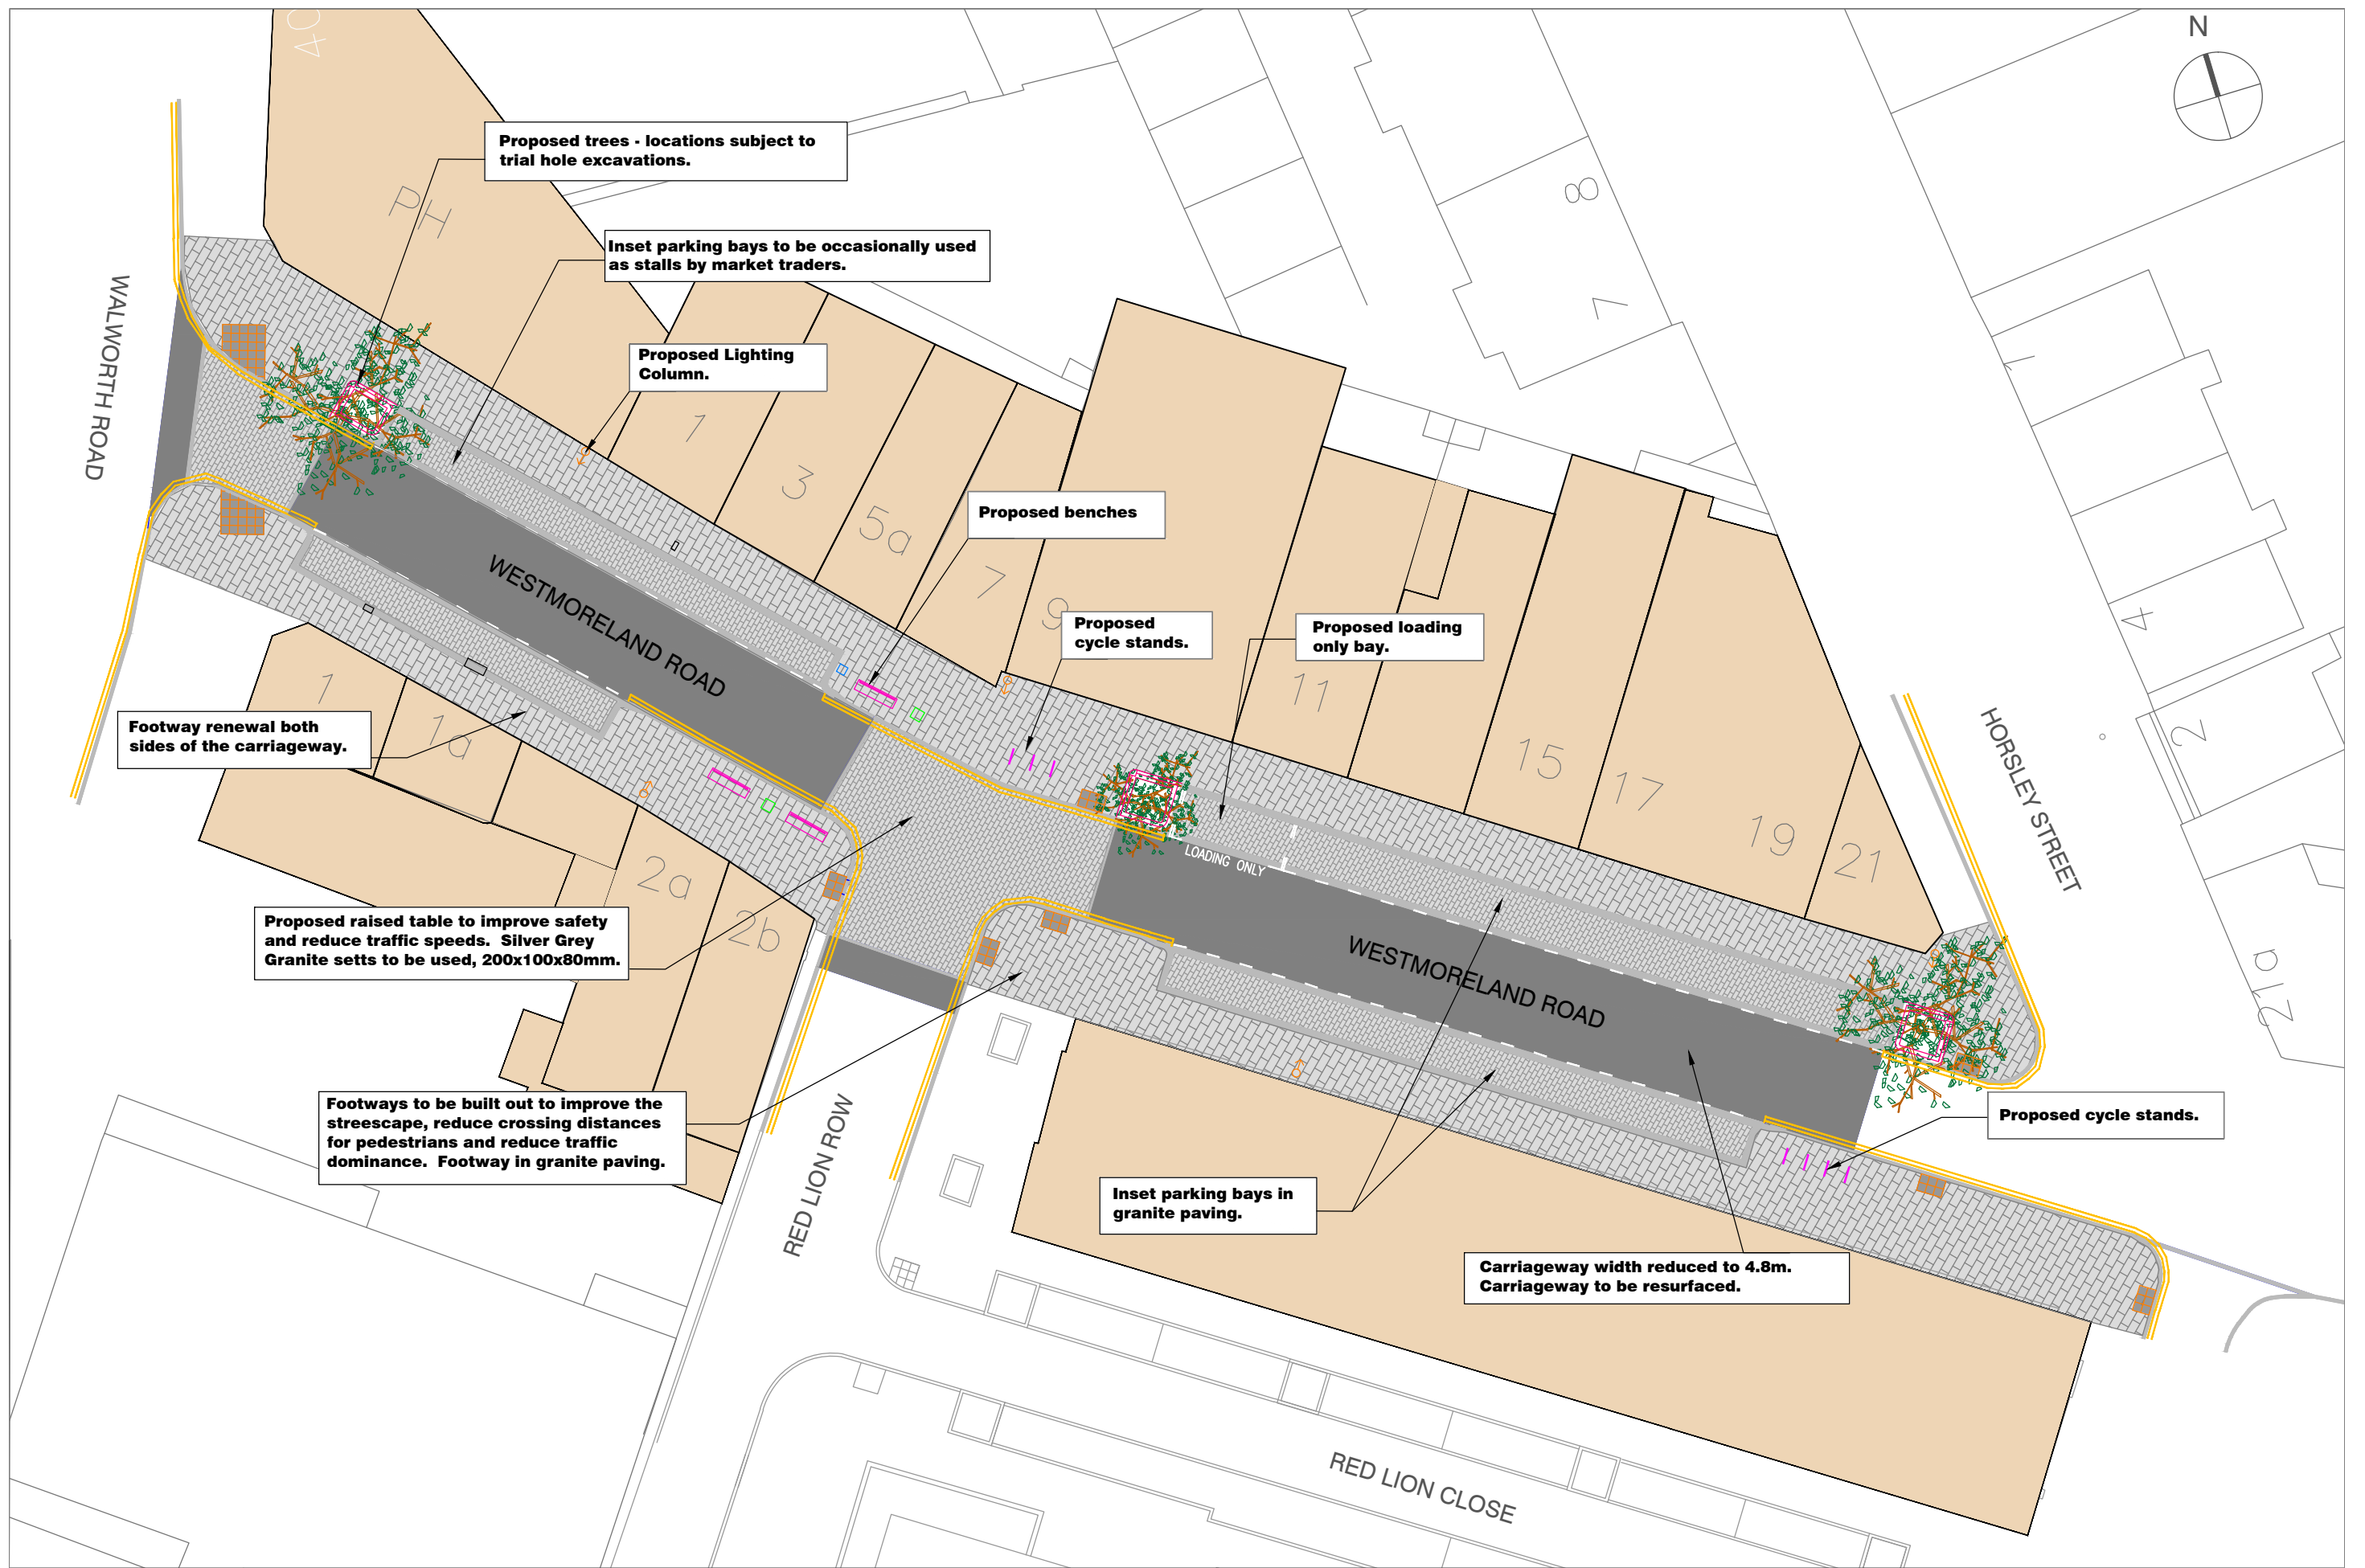 40
N
Proposed trees - locations subject to
trial hole excavations.
PH
8
Inset parking bays to be occasionally used
as stalls by market traders.
WALWORTH ROAD
7
Proposed Lighting
Column.
1
1
3
5a
Proposed benches
7
9
Proposed
cycle stands.
Proposed loading
only bay.
4
WESTMORELAND ROAD
11
1
2
Footway renewal both
sides of the carriageway.
1a
15
17
HORSLEY STREET
19
21
LOADING ONLY
2a
2b
Proposed raised table to improve safety
and reduce traffic speeds. Silver Grey
Granite setts to be used, 200x100x80mm.
WESTMORELAND ROAD
Footways to be built out to improve the
streescape, reduce crossing distances
for pedestrians and reduce traffic
dominance. Footway in granite paving.
Proposed cycle stands.
RED LION ROW
Inset parking bays in
granite paving.
Carriageway width reduced to 4.8m.
Carriageway to be resurfaced.
RED LION CLOSE